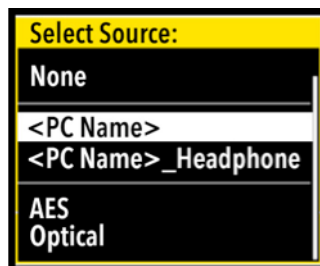 Select Source:
None
<PC Name>
<PC Name>_Headphone
AES
Optical